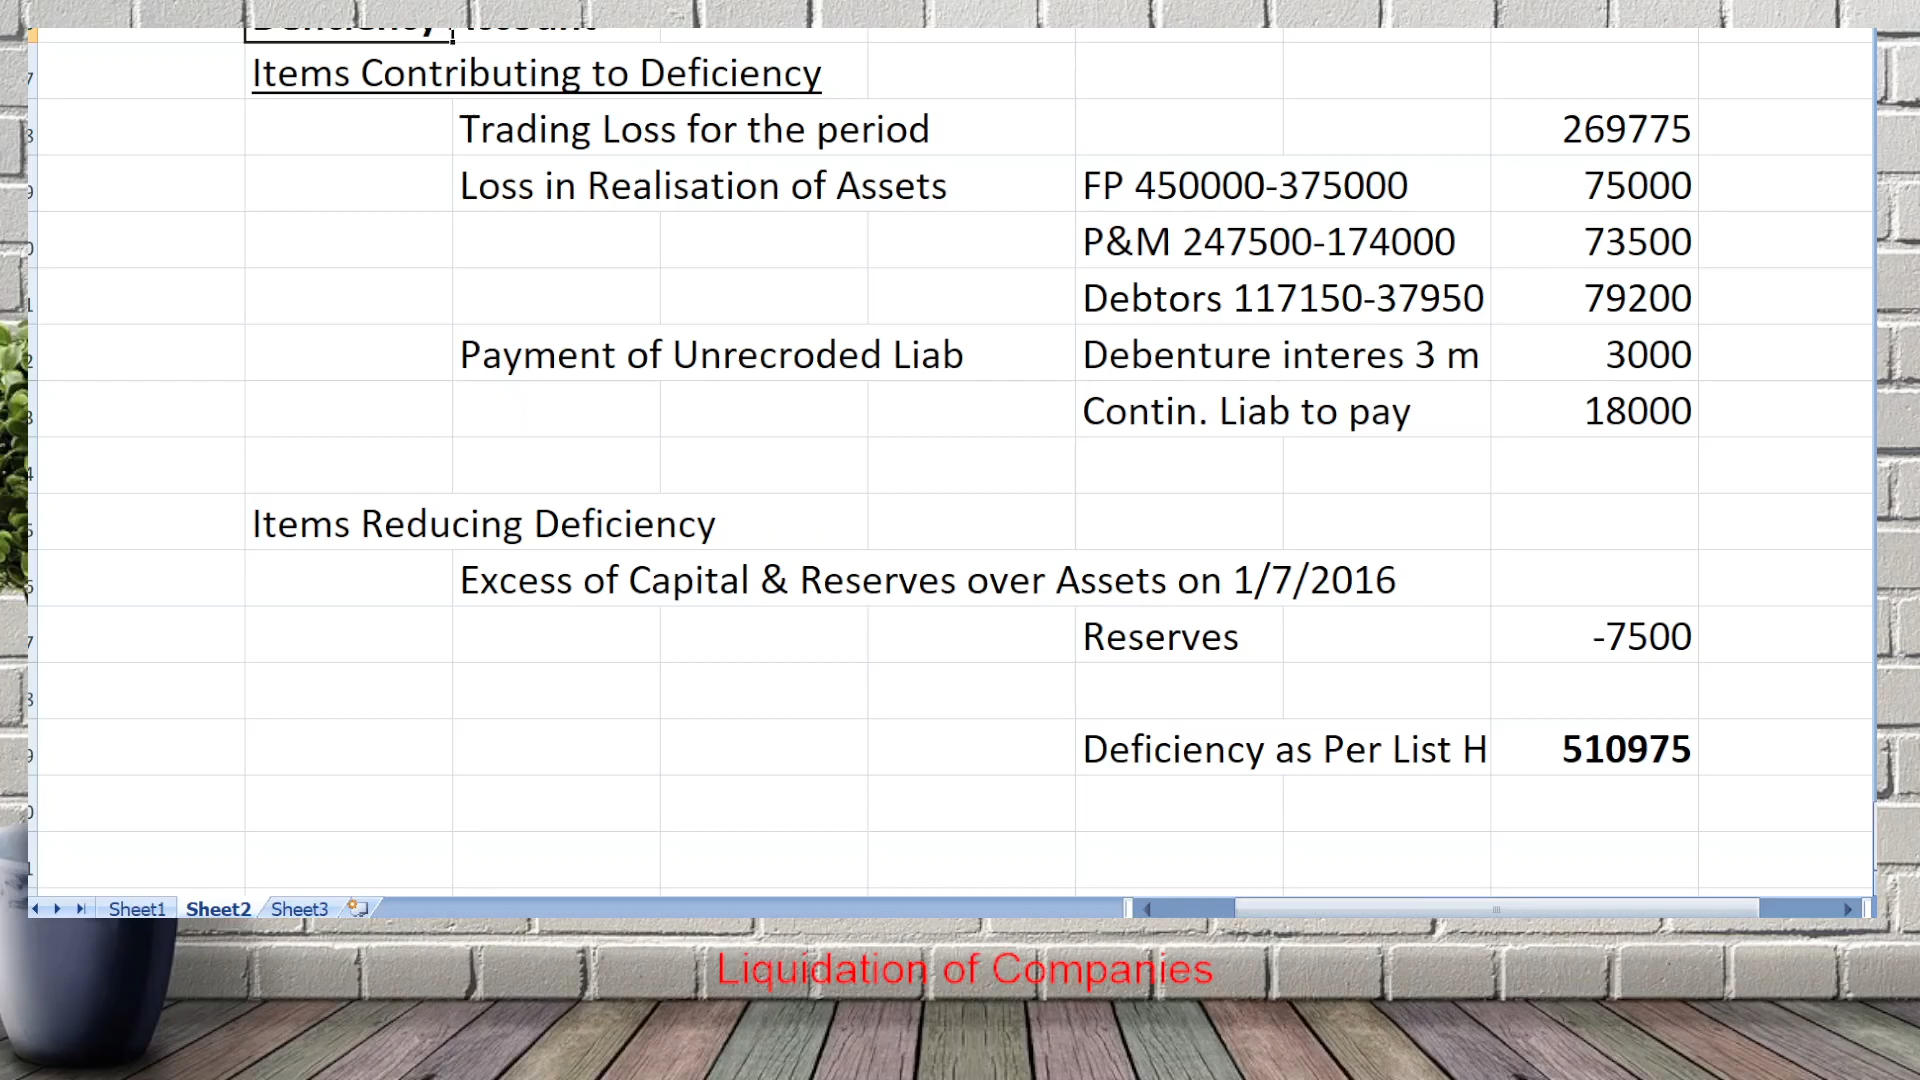 Deficiency Account
Items Contributing to Deficiency
Trading Loss for the period 269775
Loss in Realisation of Assets FP 450000-375000 75000
P&M 247500-174000 73500
Debtors 117150-37950 79200
Payment of Unrecroded Liab Debenture interes 3 m 3000
Contin. Liab to pay 18000
Items Reducing Deficiency
Excess of Capital & Reserves over Assets on 1/7/2016
Reserves -7500
Deficiency as Per List H 510975
Sheet1 Sheet2 Sheet3
Liquidation of Companies